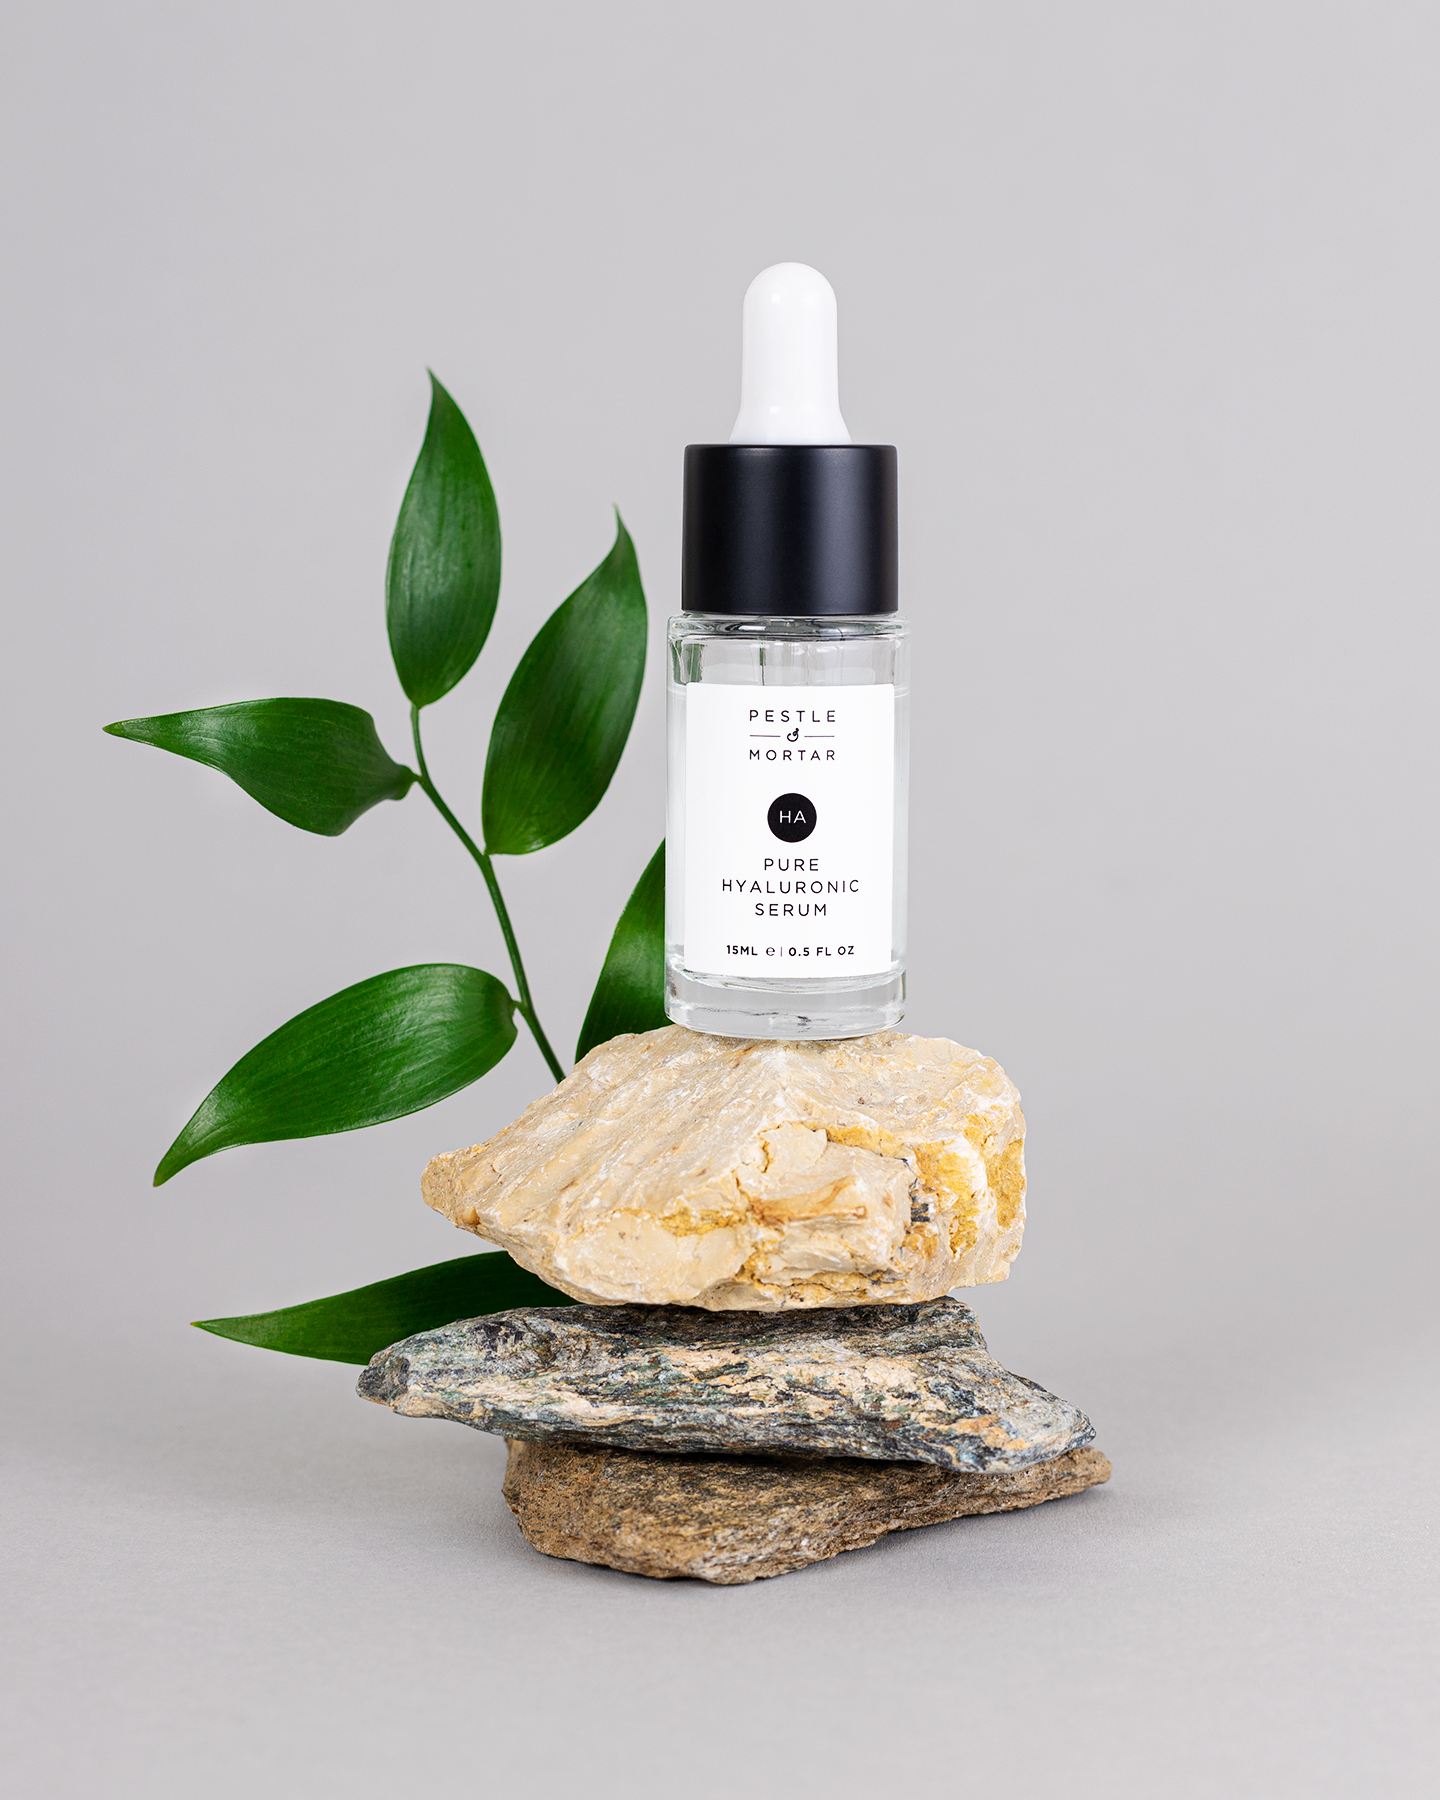 PESTLE
&
MORTAR
HA
PURE
HYALURONIC
SERUM
15ML ℮ | 0.5 FL OZ